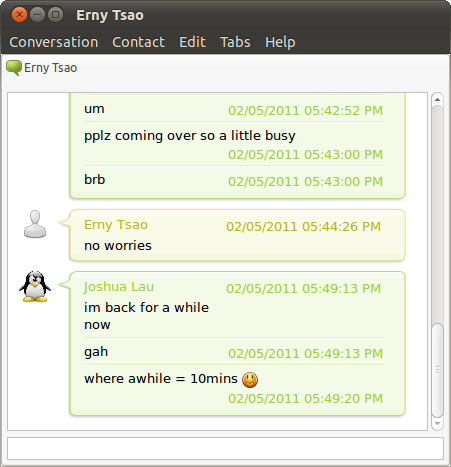 Erny Tsao
Conversation Contact Edit Tabs Help
Erny Tsao
um 02/05/2011 05:42:52 PM
pplz coming over so a little busy
02/05/2011 05:43:00 PM
brb 02/05/2011 05:43:00 PM
Erny Tsao 02/05/2011 05:44:26 PM
no worries
Joshua Lau 02/05/2011 05:49:13 PM
im back for a while
now
gah 02/05/2011 05:49:13 PM
where awhile = 10mins
02/05/2011 05:49:20 PM